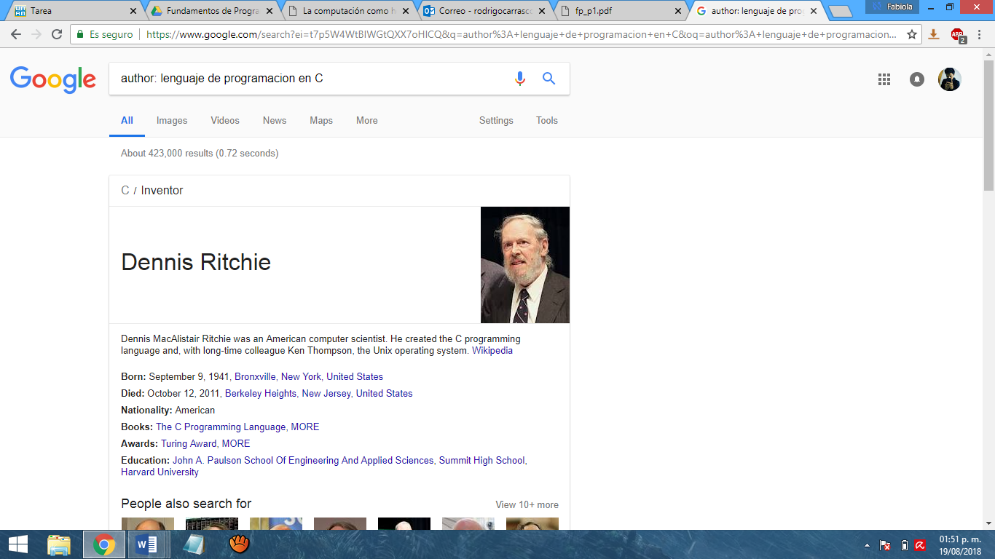 Tarea
Fundamentos de Progra
La computación como h
Correo - rodrigocarrasc
fp_p1.pdf
author: lenguaje de pro
Fabiola
Es seguro
https://www.google.com/search?ei=t7p5W4WtBIWGtQXX7oHICQ&q=author%3A+lenguaje+de+programacion+en+C&oq=author%3A+lenguaje+de+programacion...
2
Google
author: lenguaje de programacion en C
All Images Videos News Maps More Settings Tools
About 423,000 results (0.72 seconds)
C / Inventor
Dennis Ritchie
Dennis MacAlistair Ritchie was an American computer scientist. He created the C programming
language and, with long-time colleague Ken Thompson, the Unix operating system. Wikipedia
Born: September 9, 1941, Bronxville, New York, United States
Died: October 12, 2011, Berkeley Heights, New Jersey, United States
Nationality: American
Books: The C Programming Language, MORE
Awards: Turing Award, MORE
Education: John A. Paulson School Of Engineering And Applied Sciences, Summit High School,
Harvard University
People also search for
View 10+ more
01:51 p. m.
19/08/2018